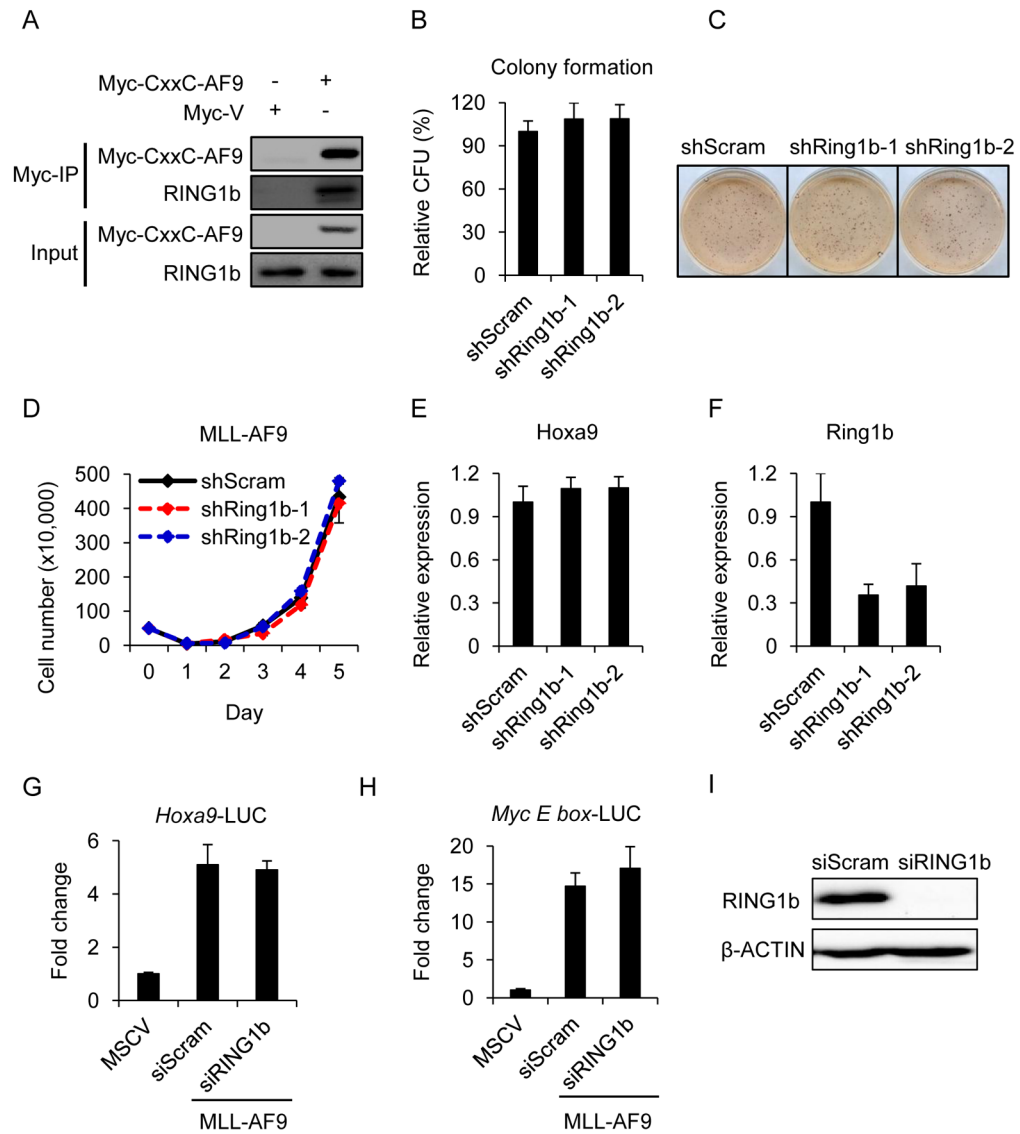 A
Myc-CxxC-AF9 - +
Myc-V + -
Myc-IP
Myc-CxxC-AF9
RING1b
Input
Myc-CxxC-AF9
RING1b
B
Colony formation
Relative CFU (%)
120
90
60
30
0
shScram
shRing1b-1
shRing1b-2
C
shScram shRing1b-1 shRing1b-2
D
MLL-AF9
Cell number (x10,000)
500
400
300
200
100
0
shScram
shRing1b-1
shRing1b-2
0 1 2 3 4 5
Day
E
Hoxa9
Relative expression
1.2
0.9
0.6
0.3
0
shScram
shRing1b-1
shRing1b-2
F
Ring1b
Relative expression
1.2
0.9
0.6
0.3
0
shScram
shRing1b-1
shRing1b-2
G
Hoxa9-LUC
Fold change
6
4
2
0
MSCV
siScram
siRING1b
MLL-AF9
H
Myc E box-LUC
Fold change
20
15
10
5
0
MSCV
siScram
siRING1b
MLL-AF9
I
siScram siRING1b
RING1b
β-ACTIN